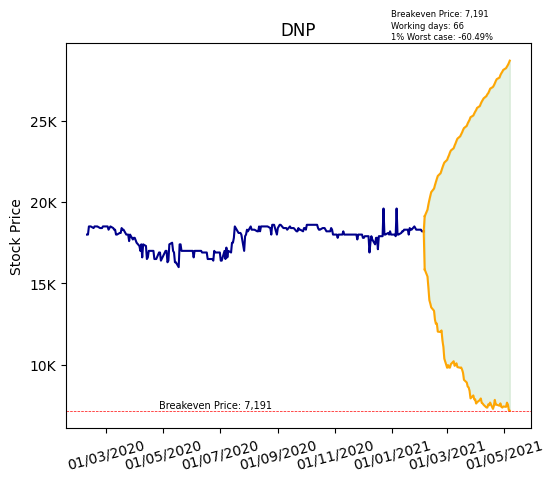 Breakeven Price: 7,191
Working days: 66
1% Worst case: -60.49%
DNP
Stock Price
25K
20K
15K
10K
Breakeven Price: 7,191
01/03/2020
01/05/2020
01/07/2020
01/09/2020
01/11/2020
01/01/2021
01/03/2021
01/05/2021